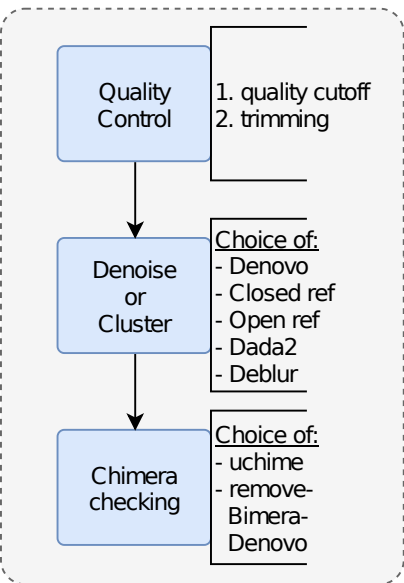 Quality
Control
1. quality cutoff
2. trimming
Denoise
or
Cluster
Choice of:
- Denovo
- Closed ref
- Open ref
- Dada2
- Deblur
Chimera
checking
Choice of:
- uchime
- remove-
Bimera-
Denovo